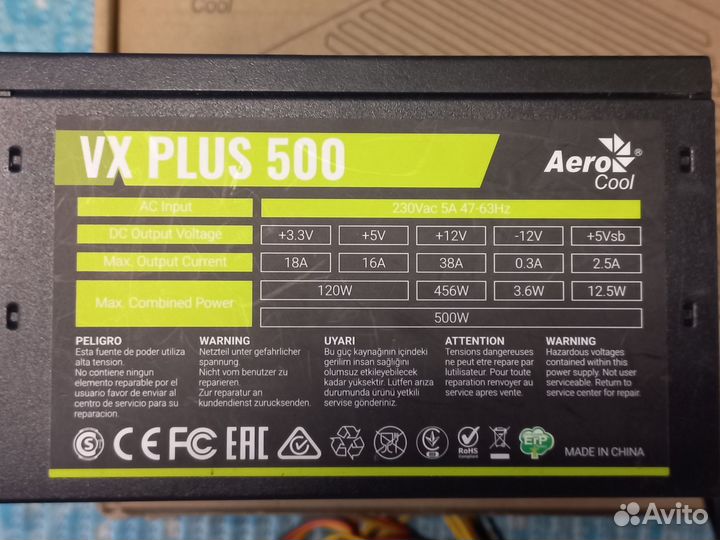 Cool
VX PLUS 500
Aero
Cool
®
AC Input 230Vac 5A 47-63Hz
DC Output Voltage +3.3V +5V +12V -12V +5Vsb
Max. Output Current 18A 16A 38A 0.3A 2.5A
Max. Combined Power 120W 456W 3.6W 12.5W
500W
PELIGRO
Esta fuente de poder utiliza
alta tension.
No contiene ningun
elemento reparable por el
usuario favor de enviar al
centro de servicio para su
reparacion.
WARNING
Netzteil unter gefahrlicher
spannung.
Nicht vom benutzer zu
reparieren.
Zur reparatur an
kundendienst zurucksenden.
UYARI
Bu güç kaynağının içindeki
gerilim insan sağlığını
olumsuz etkileyebilecek
kadar yüksektir. Lütfen arıza
durumunda ürünü yetkili
servise gönderiniz.
ATTENTION
Tensions dangereuses
ne peut etre repare par
utilisateur. Pour toute
reparation renvoyer au
service apres vente.
WARNING
Hazardous voltages
contained within this
power supply. Not user
serviceable. Return to
service center for repair.
CE FC EAC RoHS COMPLIANT ErP MADE IN CHINA
Avito